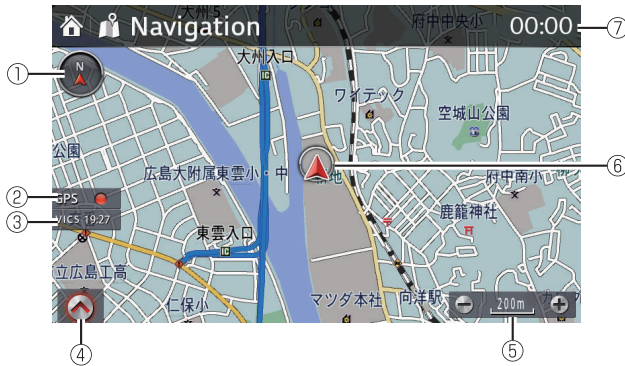 Navigation
大州5
府中中央小
00:00
⑦
①
N
大州入口
IC
ワイテック
空城山公園
公園
広島大附属東雲小
中
⑥
府中南小
②
GPS
③
VICS 19:27
鹿籠神社
東雲入口
IC
立広島工高
仁保小
マツダ本社
向洋駅
200m
④
⑤